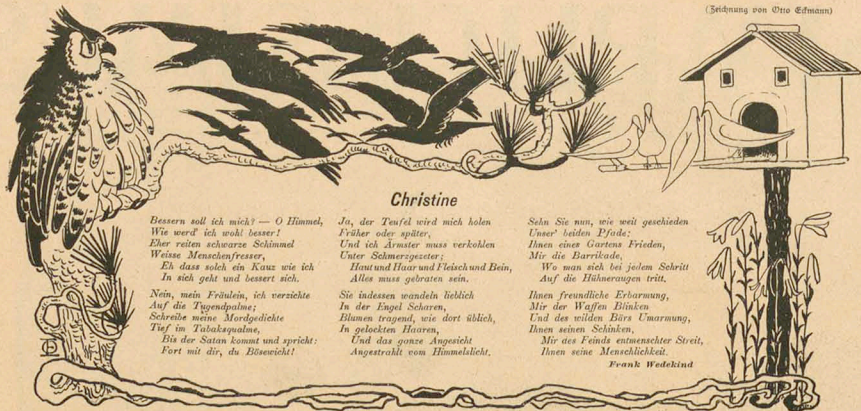 (Zeichnung von Otto Eckmann)
Christine
Bessern soll ich mich? — O Himmel,
Wie werd' ich wohl besser!
Eher reiten schwarze Schimmel
Weisse Menschenfresser,
Eh dass solch ein Kauz wie ich
In sich geht und bessert sich.
Nein, mein Fräulein, ich verzichte
Auf die Tugendpalme;
Schreibe meine Mordgedichte
Tief im Tabaksqualme,
Bis der Satan kommt und spricht:
Fort mit dir, du Bösewicht!
Ja, der Teufel wird mich holen
Früher oder später,
Und ich Ärmster muss verkohlen
Unter Schmerzgezeter;
Haut und Haar und Fleisch und Bein,
Alles muss gebraten sein.
Sie indessen wandeln lieblich
In der Engel Scharen,
Blumen tragend, wie dort üblich,
In gelockten Haaren,
Und das ganze Angesicht
Angestrahlt vom Himmelslicht.
Sehn Sie nun, wie weit geschieden
Unser' beiden Pfade:
Ihnen eines Gartens Frieden,
Mir die Barrikade,
Wo man sich bei jedem Schritt
Auf die Hühneraugen tritt.
Ihnen freundliche Erbarmung,
Mir der Waffen Blinken
Und des wilden Bärs Umarmung,
Ihnen seinen Schinken,
Mir des Feinds entmenschter Streit,
Ihnen seine Menschlichkeit.
Frank Wedekind